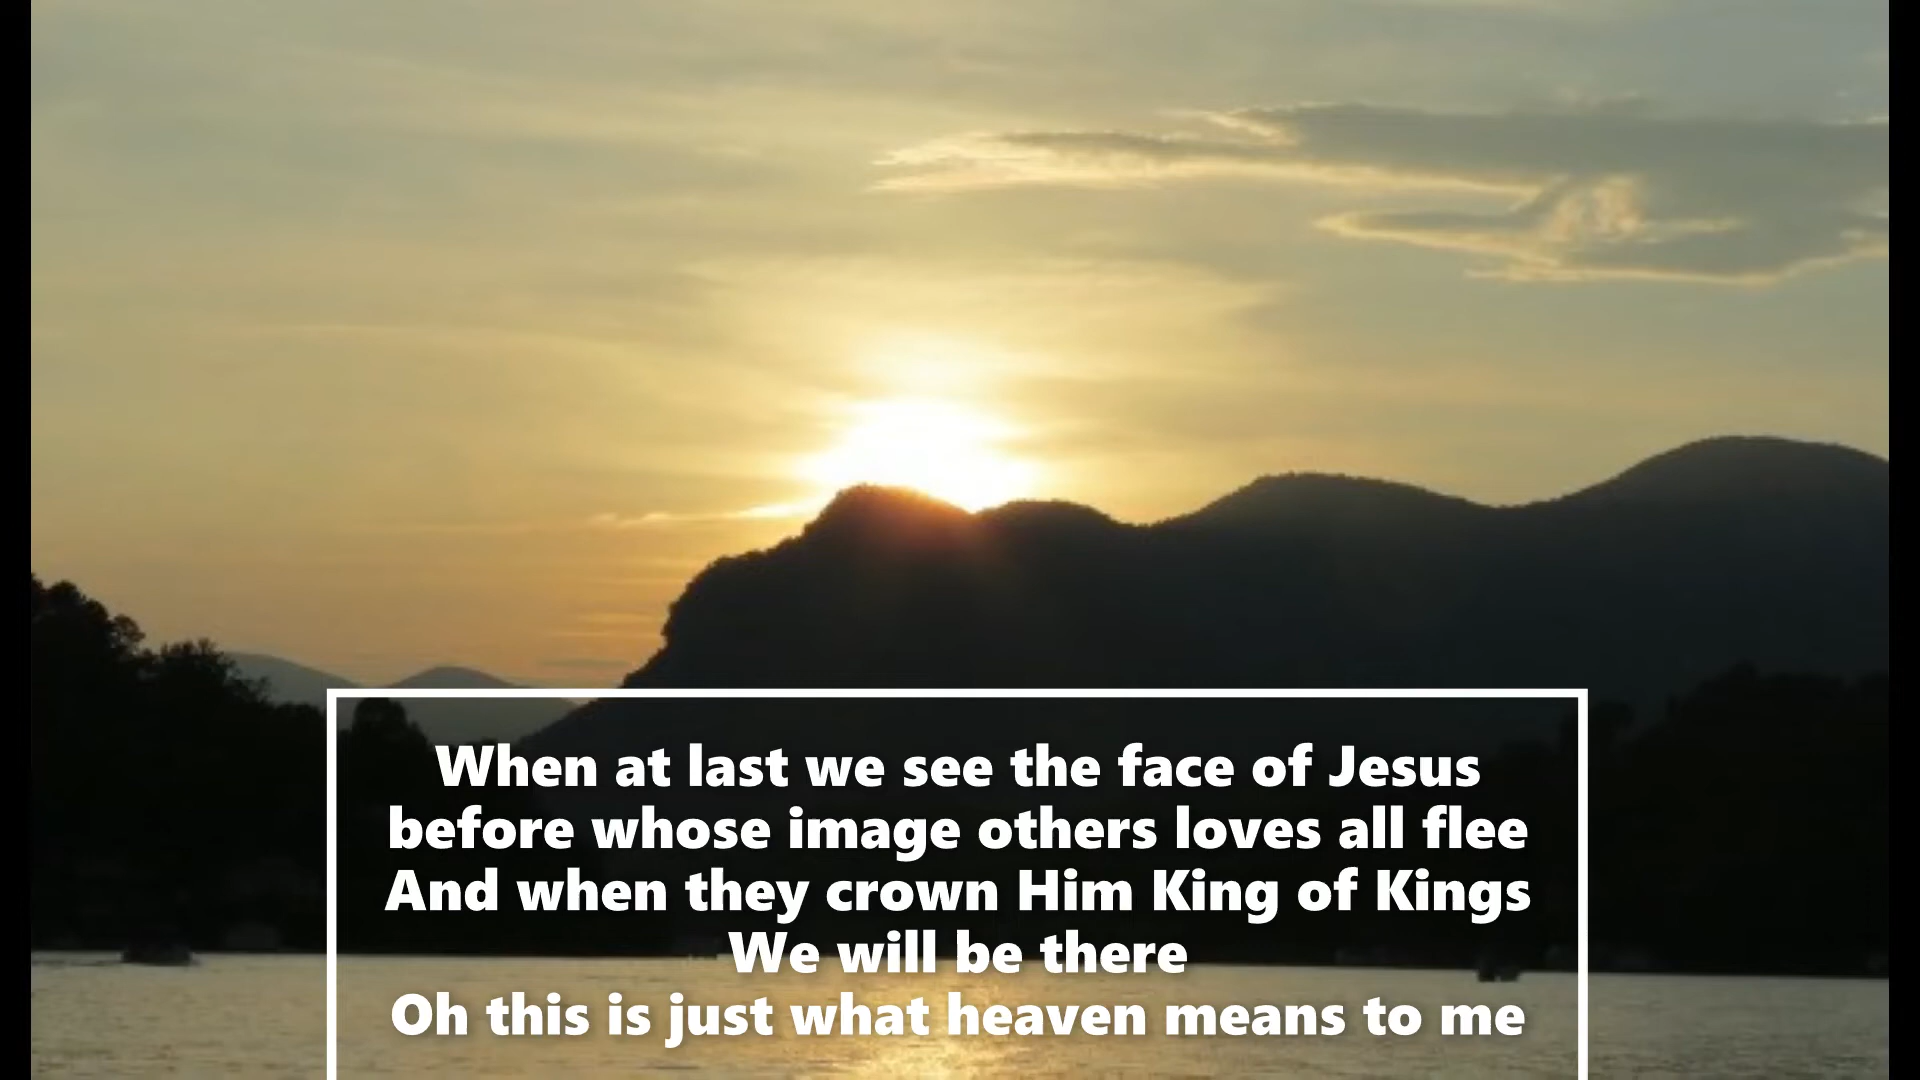 When at last we see the face of Jesus
before whose image others loves all flee
And when they crown Him King of Kings
We will be there
Oh this is just what heaven means to me